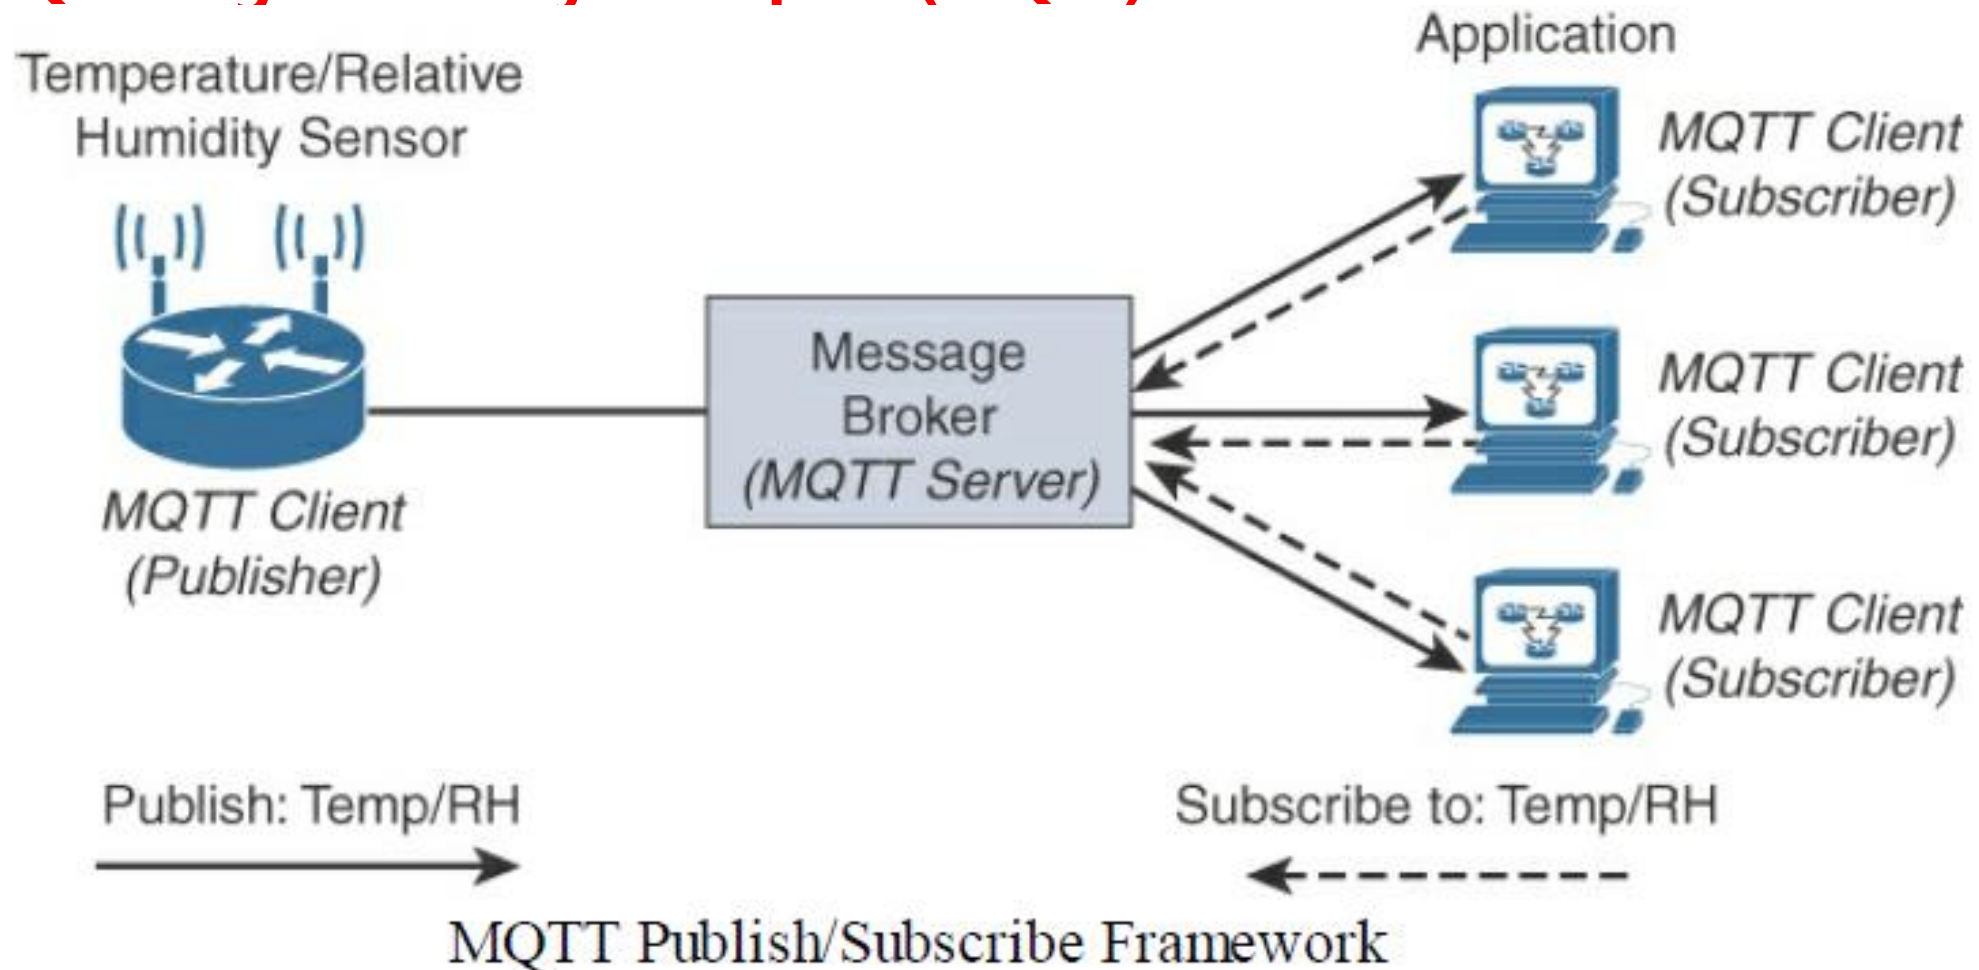 Temperature/Relative
Humidity Sensor
MQTT Client
(Publisher)
Message
Broker
(MQTT Server)
Application
MQTT Client
(Subscriber)
MQTT Client
(Subscriber)
MQTT Client
(Subscriber)
Publish: Temp/RH
Subscribe to: Temp/RH
MQTT Publish/Subscribe Framework